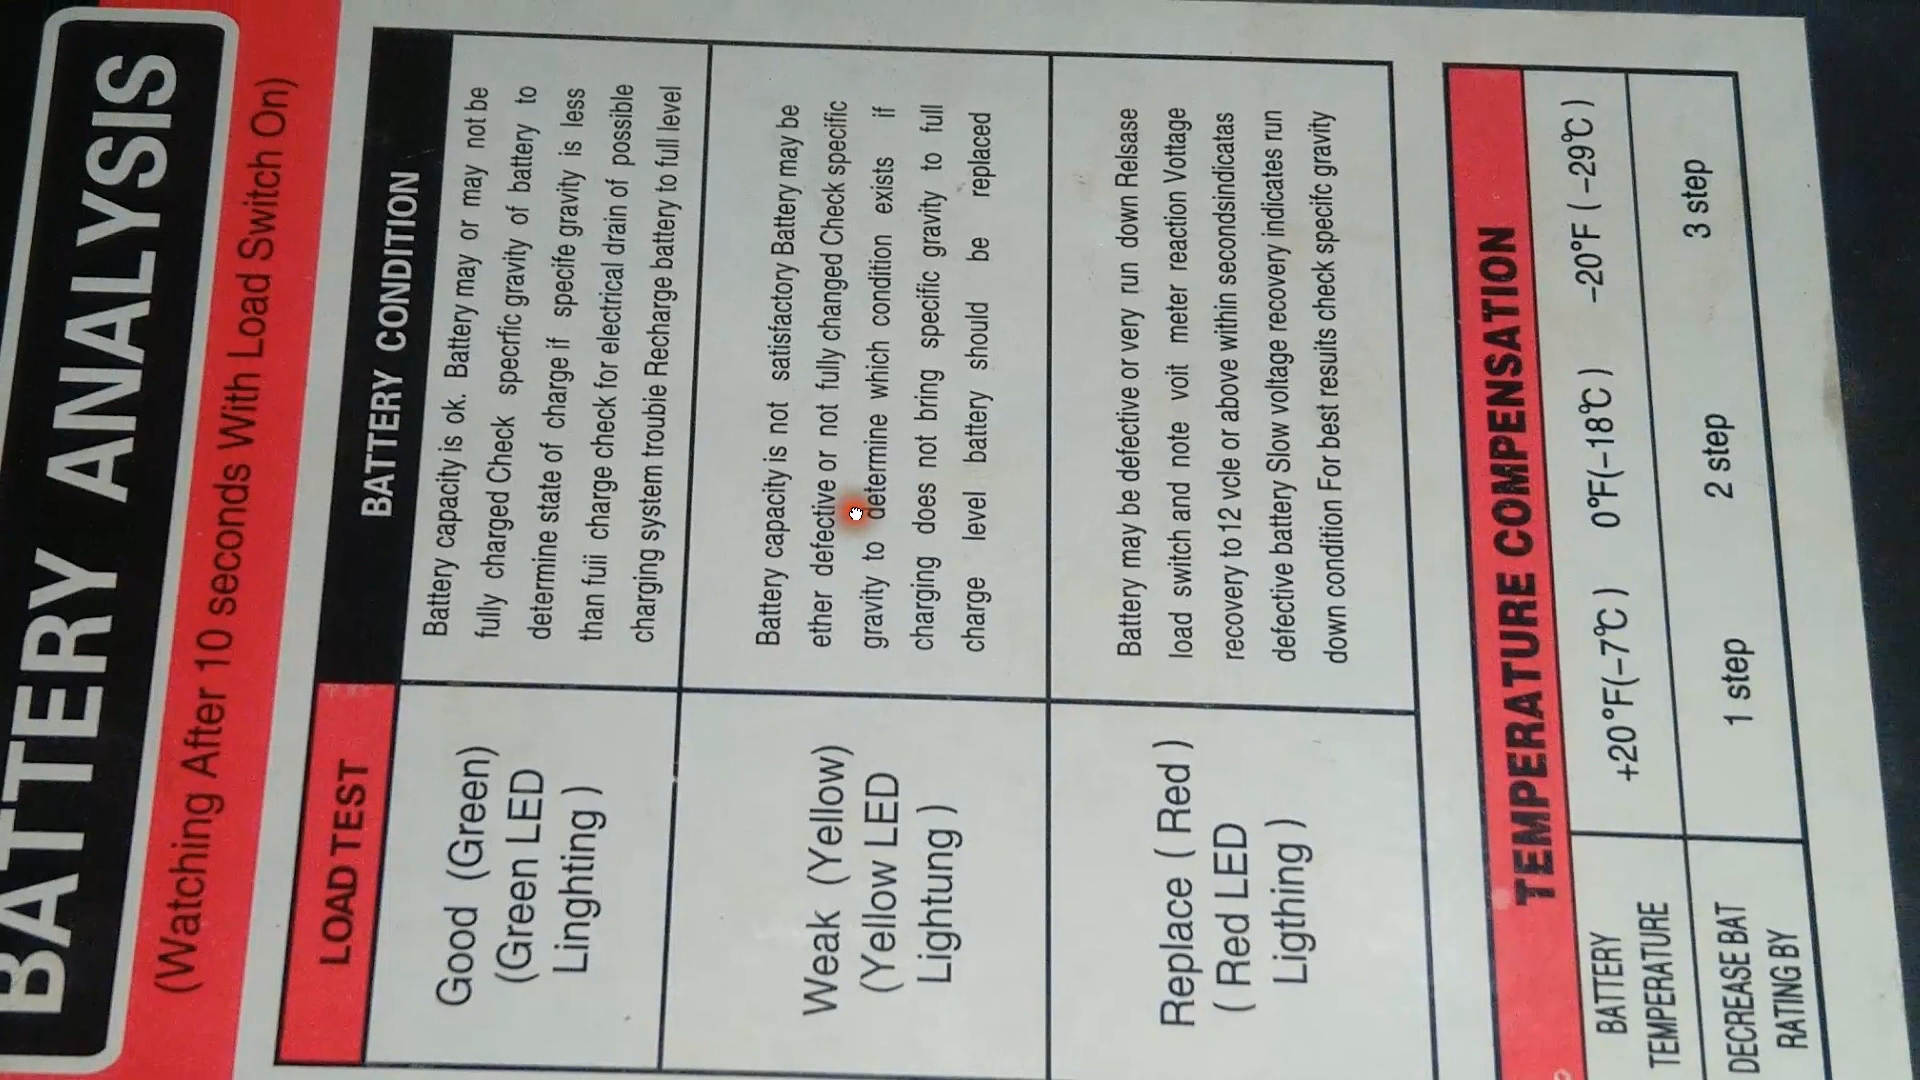 BATTERY ANALYSIS
(Watching After 10 seconds With Load Switch On)
LOAD TEST
BATTERY CONDITION
Good (Green)
(Green LED
Linghting )
Battery capacity is ok. Battery may or may not be
fully charged Check specrfic gravity of battery to
determine state of charge if specife gravity is less
than fuii charge check for electrical drain of possible
charging system troubie Recharge battery to full level
Weak (Yellow)
(Yellow LED
Lightung )
Battery capacity is not satisfactory Battery may be
ether defective or not fully changed Check specific
gravity to determine which condition exists if
charging does not bring specific gravity to full
charge level battery should be replaced
Replace ( Red )
( Red LED
Ligthing )
Battery may be defective or very run down Relsase
load switch and note voit meter reaction Vottage
recovery to 12 vcle or above within secondsindicatas
defective battery Slow voltage recovery indicates run
down condition For best results check specifc gravity
TEMPERATURE COMPENSATION
BATTERY
TEMPERATURE
+20°F(-7℃ ) 0°F(-18℃ ) -20°F ( -29℃ )
DECREASE BAT
RATING BY
1 step 2 step 3 step